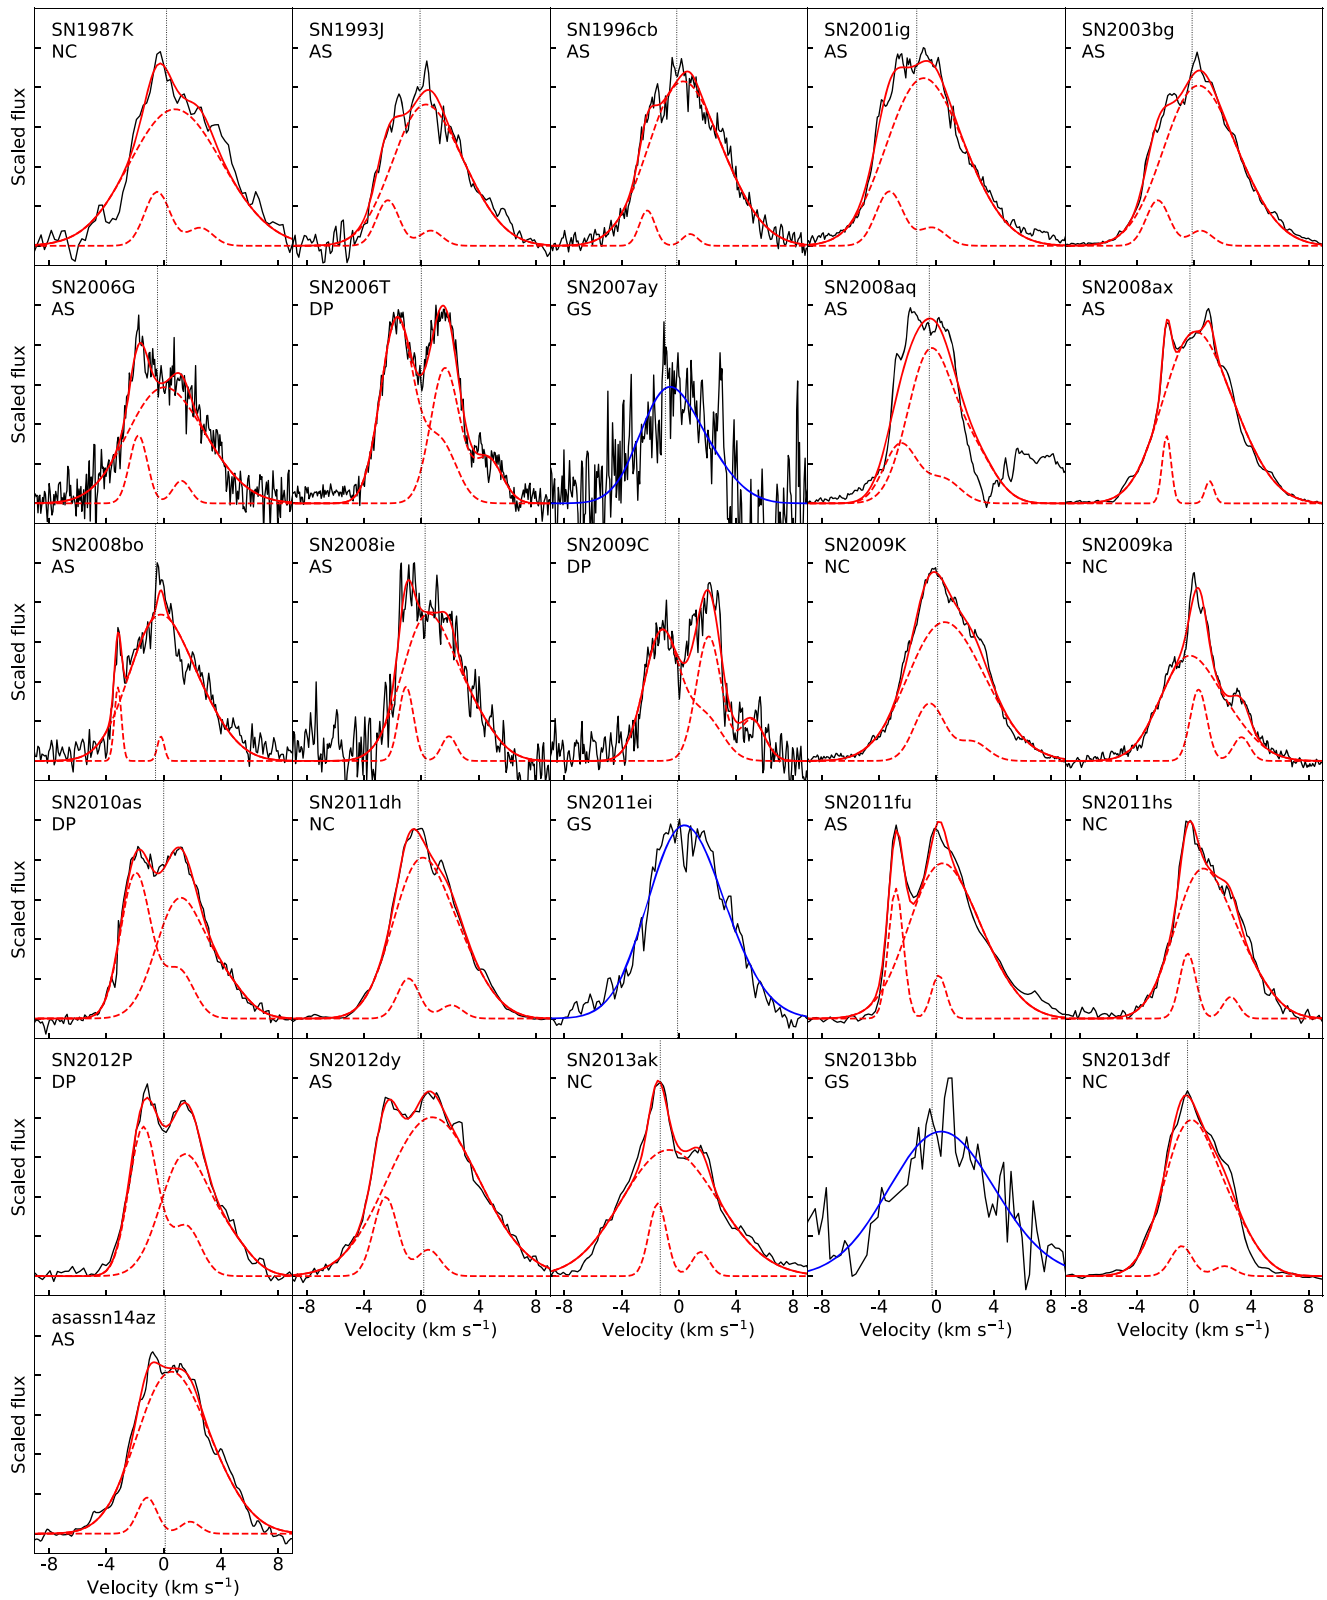 SN1987K
NC
SN1993J
AS
SN1996cb
AS
SN2001ig
AS
SN2003bg
AS
Scaled flux
SN2006G
AS
SN2006T
DP
SN2007ay
GS
SN2008aq
AS
SN2008ax
AS
Scaled flux
SN2008bo
AS
SN2008ie
AS
SN2009C
DP
SN2009K
NC
SN2009ka
NC
Scaled flux
SN2010as
DP
SN2011dh
NC
SN2011ei
GS
SN2011fu
AS
SN2011hs
NC
Scaled flux
SN2012P
DP
SN2012dy
AS
SN2013ak
NC
SN2013bb
GS
SN2013df
NC
Scaled flux
-8 -4 0 4 8
Velocity (km s⁻¹)
-8 -4 0 4 8
Velocity (km s⁻¹)
-8 -4 0 4 8
Velocity (km s⁻¹)
-8 -4 0 4 8
Velocity (km s⁻¹)
asassn14az
AS
Scaled flux
-8 -4 0 4 8
Velocity (km s⁻¹)